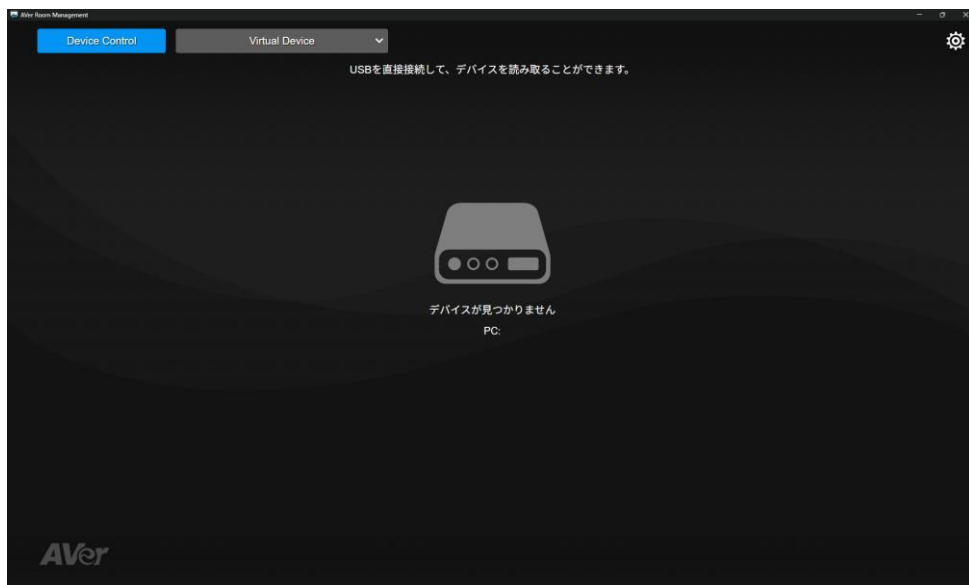 AVer Room Management
Device Control
Virtual Device
USBを直接接続して、デバイスを読み取ることができます。
デバイスが見つかりません
PC:
AVer